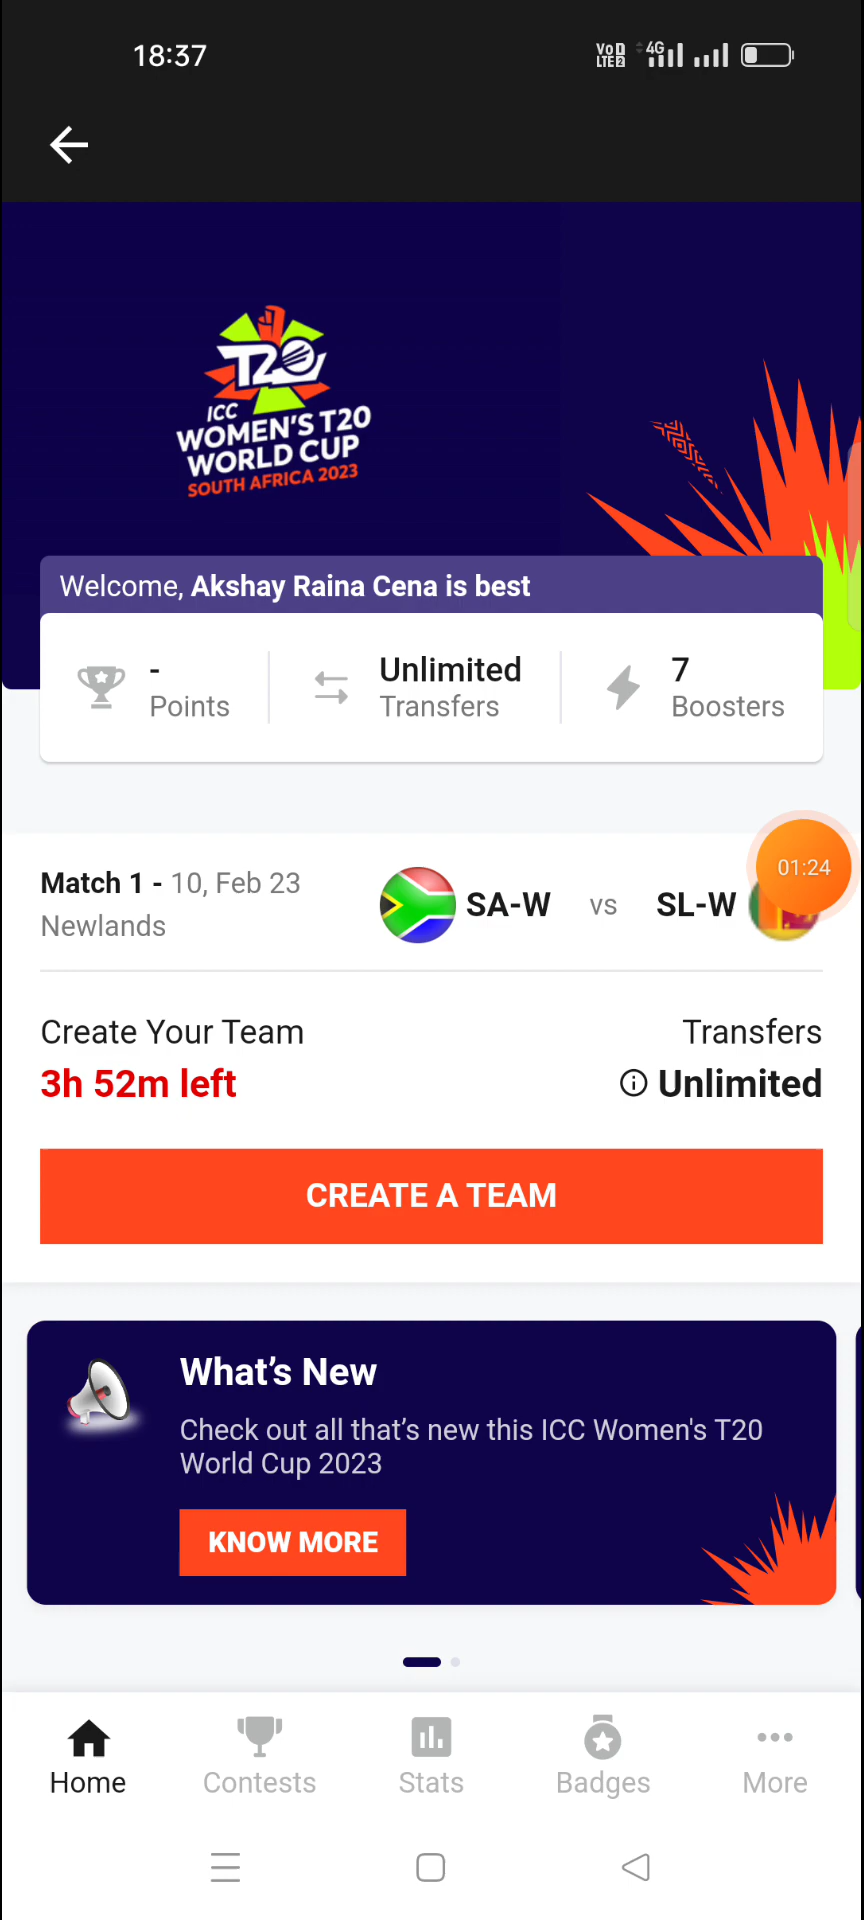 18:37
VoD
LTE2
4G
T20
ICC
WOMEN'S T20
WORLD CUP
SOUTH AFRICA 2023
Welcome, Akshay Raina Cena is best
-
Points
Unlimited
Transfers
7
Boosters
Match 1 - 10, Feb 23
Newlands
SA-W vs SL-W
01:24
Create Your Team
3h 52m left
Transfers
Unlimited
CREATE A TEAM
What's New
Check out all that's new this ICC Women's T20
World Cup 2023
KNOW MORE
Home
Contests
Stats
Badges
More